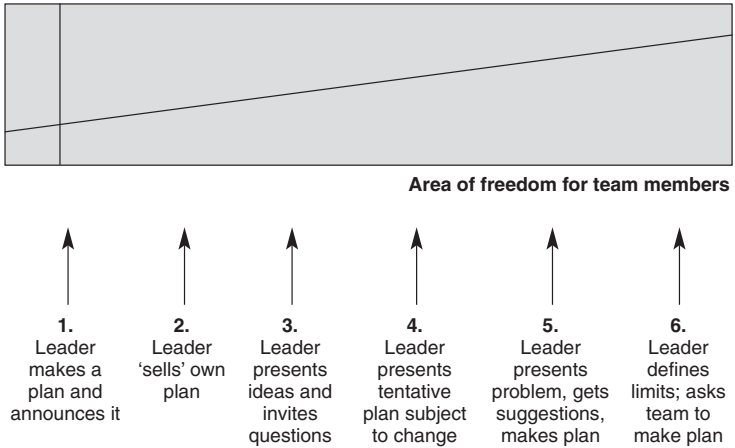 Area of freedom for team members
1.
Leader
makes a
plan and
announces it
2.
Leader
‘sells’ own
plan
3.
Leader
presents
ideas and
invites
questions
4.
Leader
presents
tentative
plan subject
to change
5.
Leader
presents
problem, gets
suggestions,
makes plan
6.
Leader
defines
limits; asks
team to
make plan